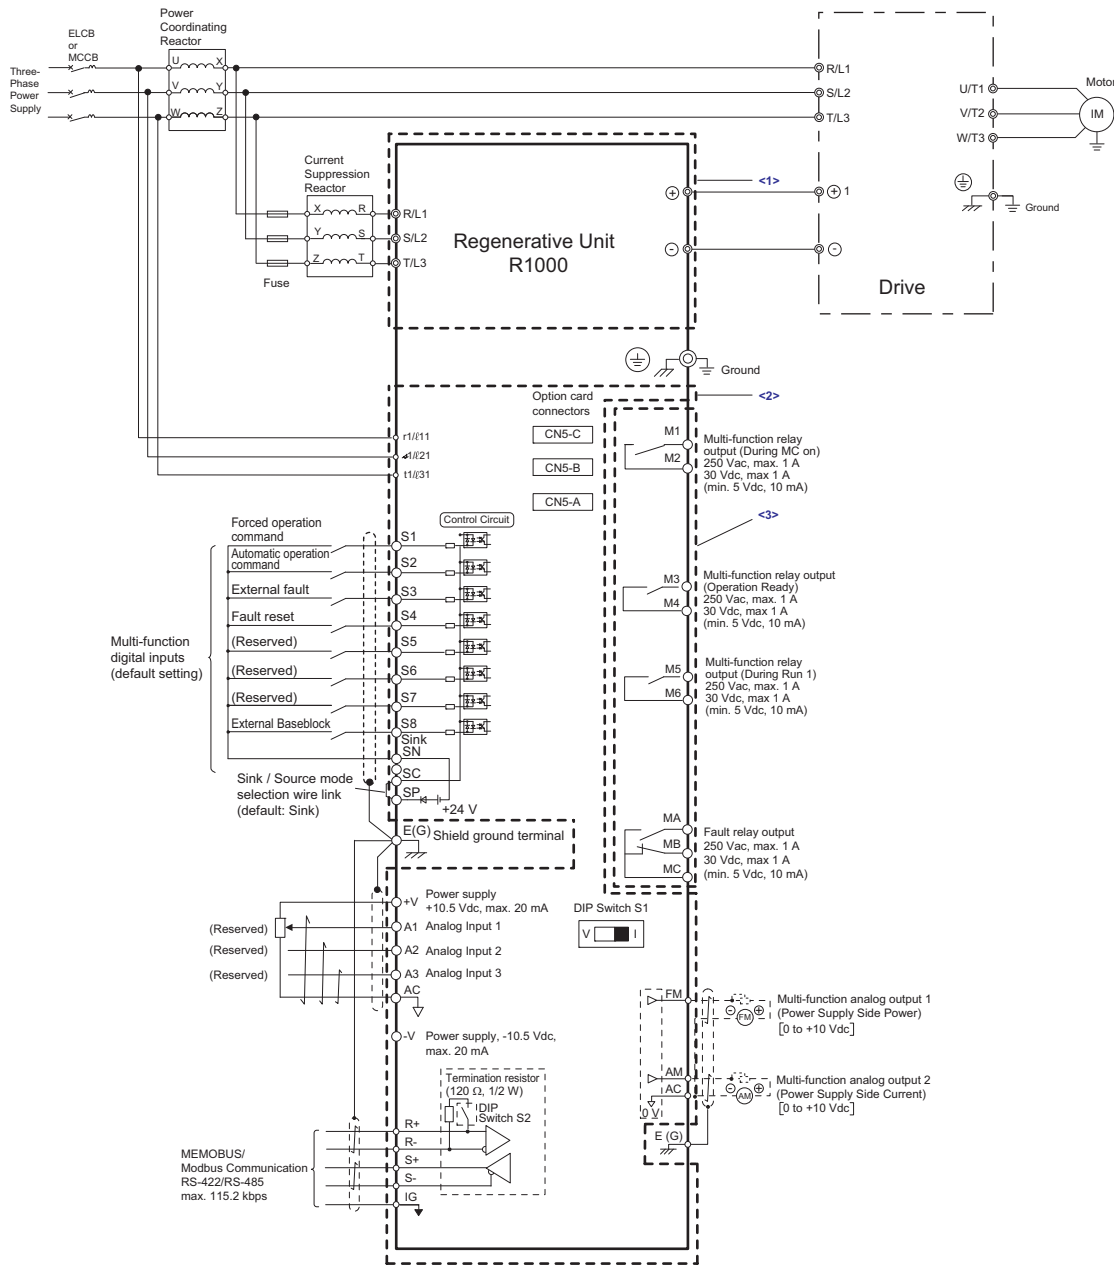 Power
Coordinating
Reactor
ELCB
or
MCCB
Three-
Phase
Power
Supply
U X
V Y
W Z
R/L1
S/L2
T/L3
U/T1
V/T2
W/T3
Motor
IM
Current
Suppression
Reactor
X R
Y S
Z T
Fuse
R/L1
S/L2
T/L3
Regenerative Unit
R1000
+
-
<1>
+ 1
-
Ground
Drive
Ground
<2>
Option card
connectors
CN5-C
CN5-B
CN5-A
r1/ℓ11
1/ℓ21
t1/ℓ31
M1
M2
Multi-function relay
output (During MC on)
250 Vac, max. 1 A
30 Vdc, max 1 A
(min. 5 Vdc, 10 mA)
<3>
Control Circuit
Forced operation
command
Automatic operation
command
External fault
Fault reset
(Reserved)
(Reserved)
(Reserved)
External Baseblock
Multi-function
digital inputs
(default setting)
S1
S2
S3
S4
S5
S6
S7
S8
Sink
SN
SC
SP
+24 V
Sink / Source mode
selection wire link
(default: Sink)
M3
M4
Multi-function relay output
(Operation Ready)
250 Vac, max. 1 A
30 Vdc, max 1 A
(min. 5 Vdc, 10 mA)
M5
M6
Multi-function relay
output (During Run 1)
250 Vac, max. 1 A
30 Vdc, max 1 A
(min. 5 Vdc, 10 mA)
E(G) Shield ground terminal
MA
MB
MC
Fault relay output
250 Vac, max. 1 A
30 Vdc, max 1 A
(min. 5 Vdc, 10 mA)
+V Power supply
+10.5 Vdc, max. 20 mA
(Reserved) A1 Analog Input 1
(Reserved) A2 Analog Input 2
(Reserved) A3 Analog Input 3
AC
-V Power supply, -10.5 Vdc,
max. 20 mA
DIP Switch S1
V I
FM
FM
Multi-function analog output 1
(Power Supply Side Power)
[0 to +10 Vdc]
AM
AC
AM
0 V
Multi-function analog output 2
(Power Supply Side Current)
[0 to +10 Vdc]
E (G)
Termination resistor
(120 Ω, 1/2 W)
DIP
Switch S2
R+
R-
S+
S-
IG
MEMOBUS/
Modbus Communication
RS-422/RS-485
max. 115.2 kbps